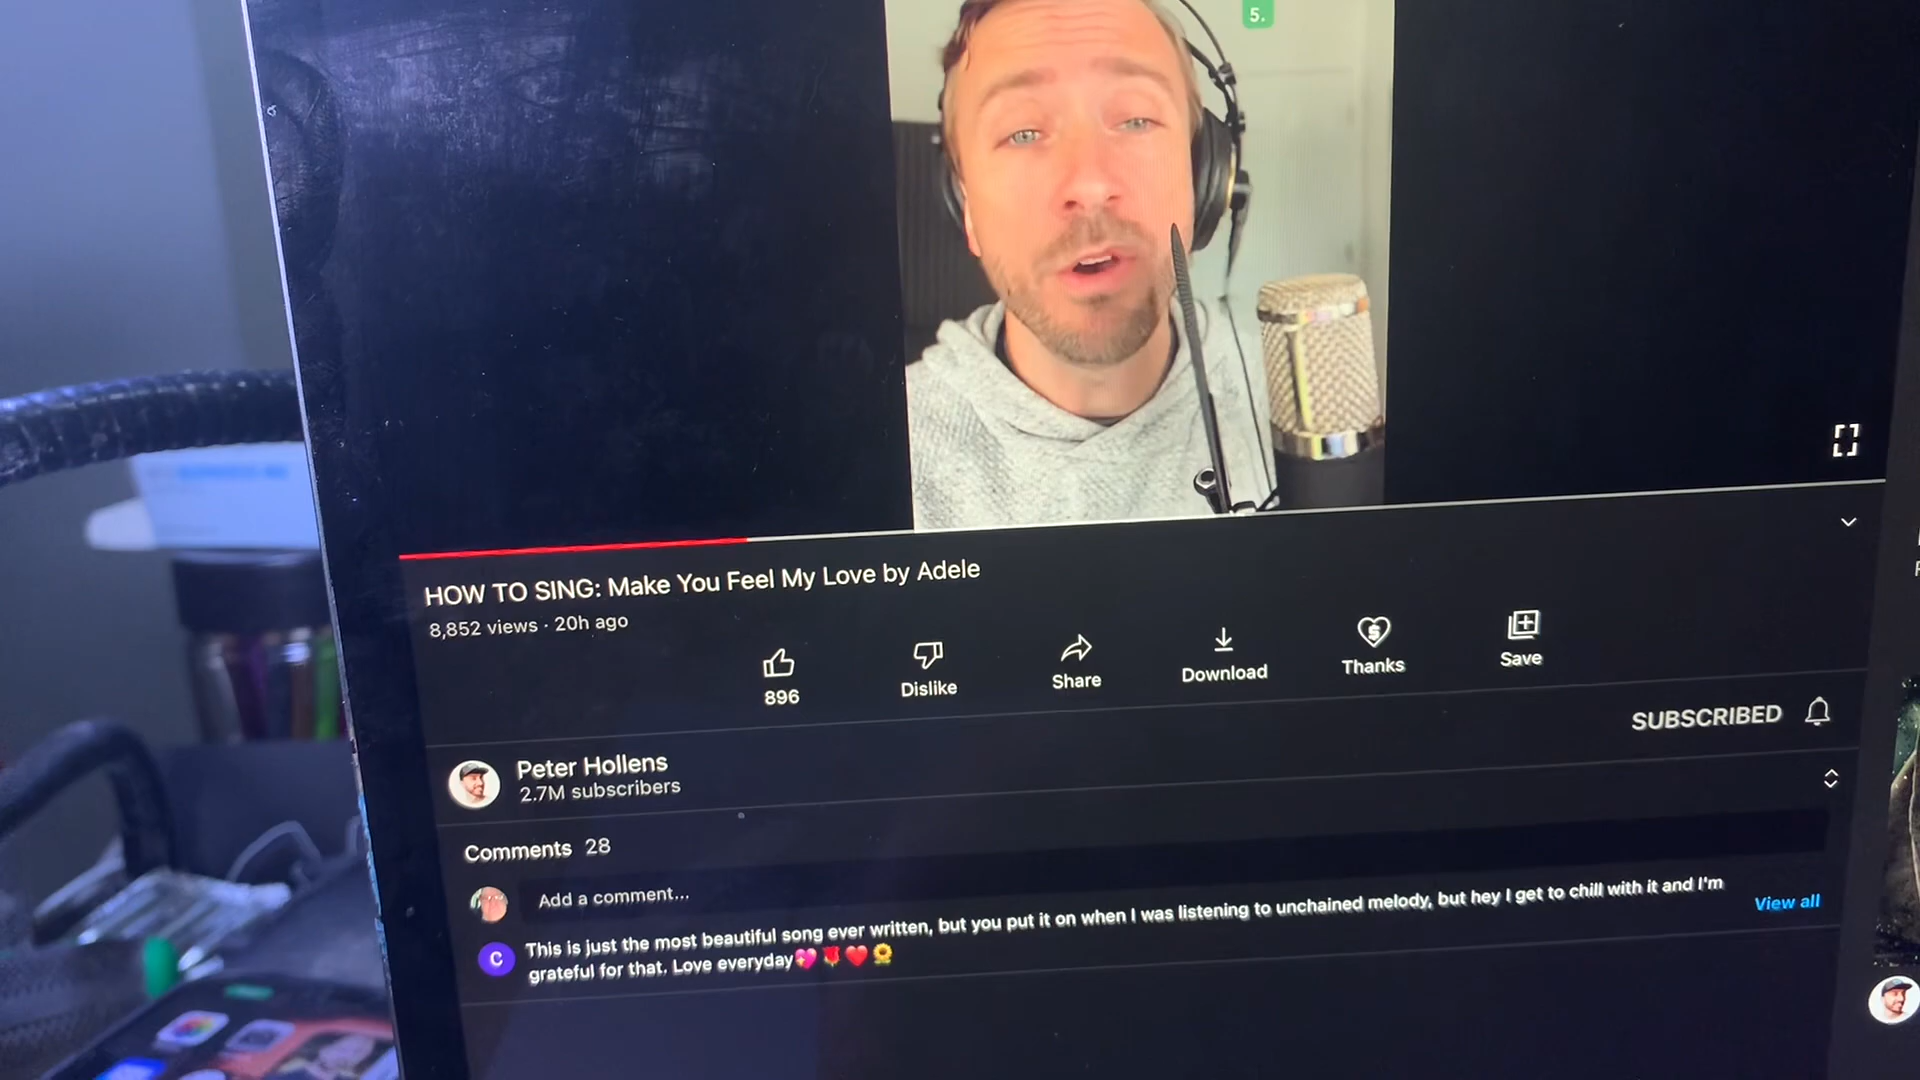 5.
HOW TO SING: Make You Feel My Love by Adele
8,852 views · 20h ago
896
Dislike
Share
Download
Thanks
Save
Peter Hollens
2.7M subscribers
SUBSCRIBED
Comments 28
Add a comment...
This is just the most beautiful song ever written, but you put it on when I was listening to unchained melody, but hey I get to chill with it and I'm
grateful for that. Love everyday💖🌹❤️🌻
View all
C